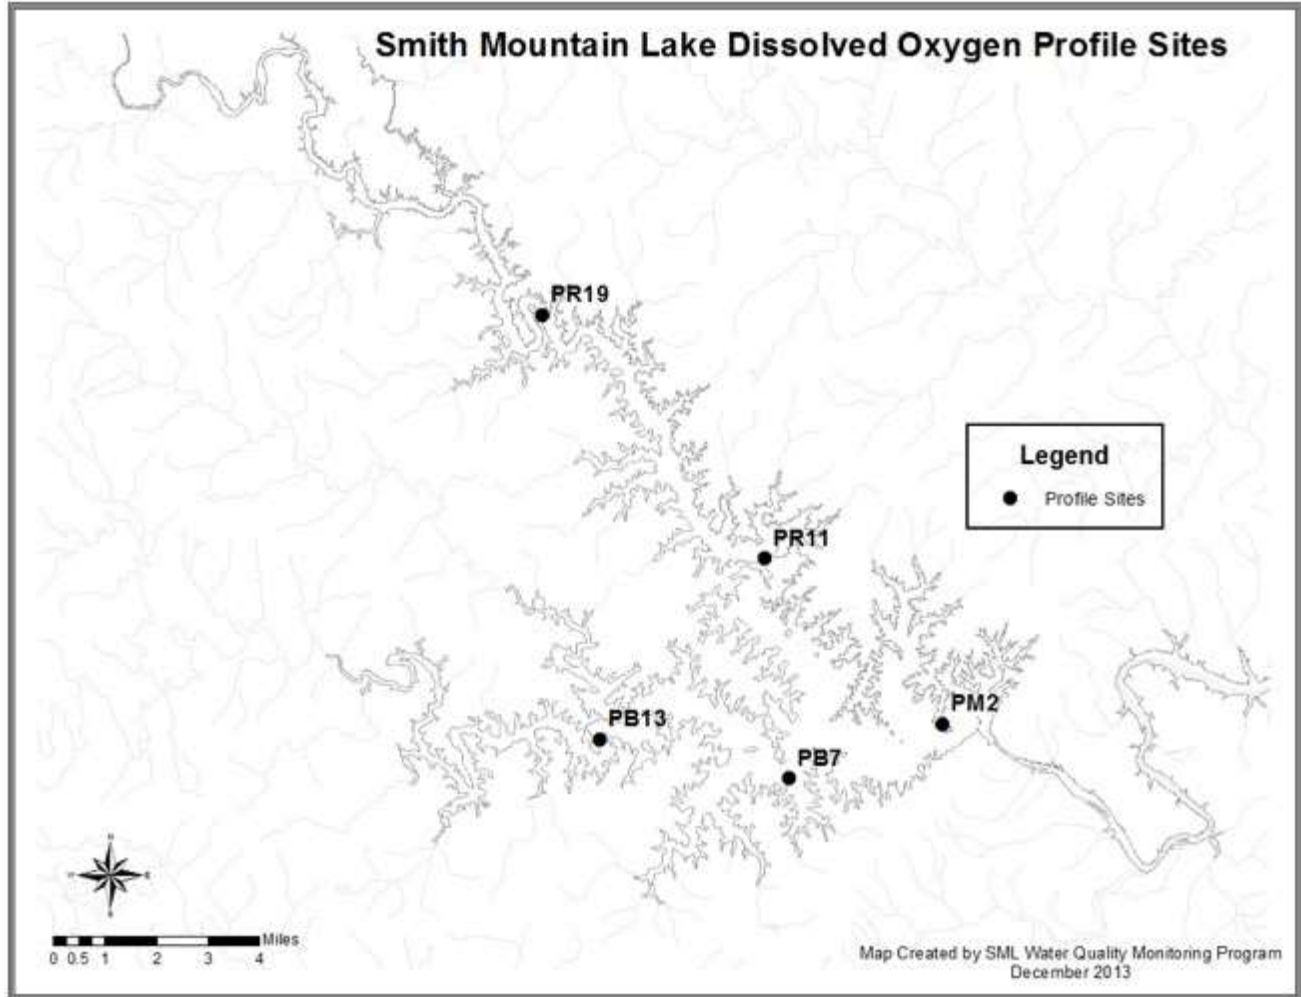 Smith Mountain Lake Dissolved Oxygen Profile Sites
PR19
Legend
Profile Sites
PR11
PM2
PB13
PB7
N
W E
S
Miles
0 0.5 1 2 3 4
Map Created by SML Water Quality Monitoring Program
December 2013